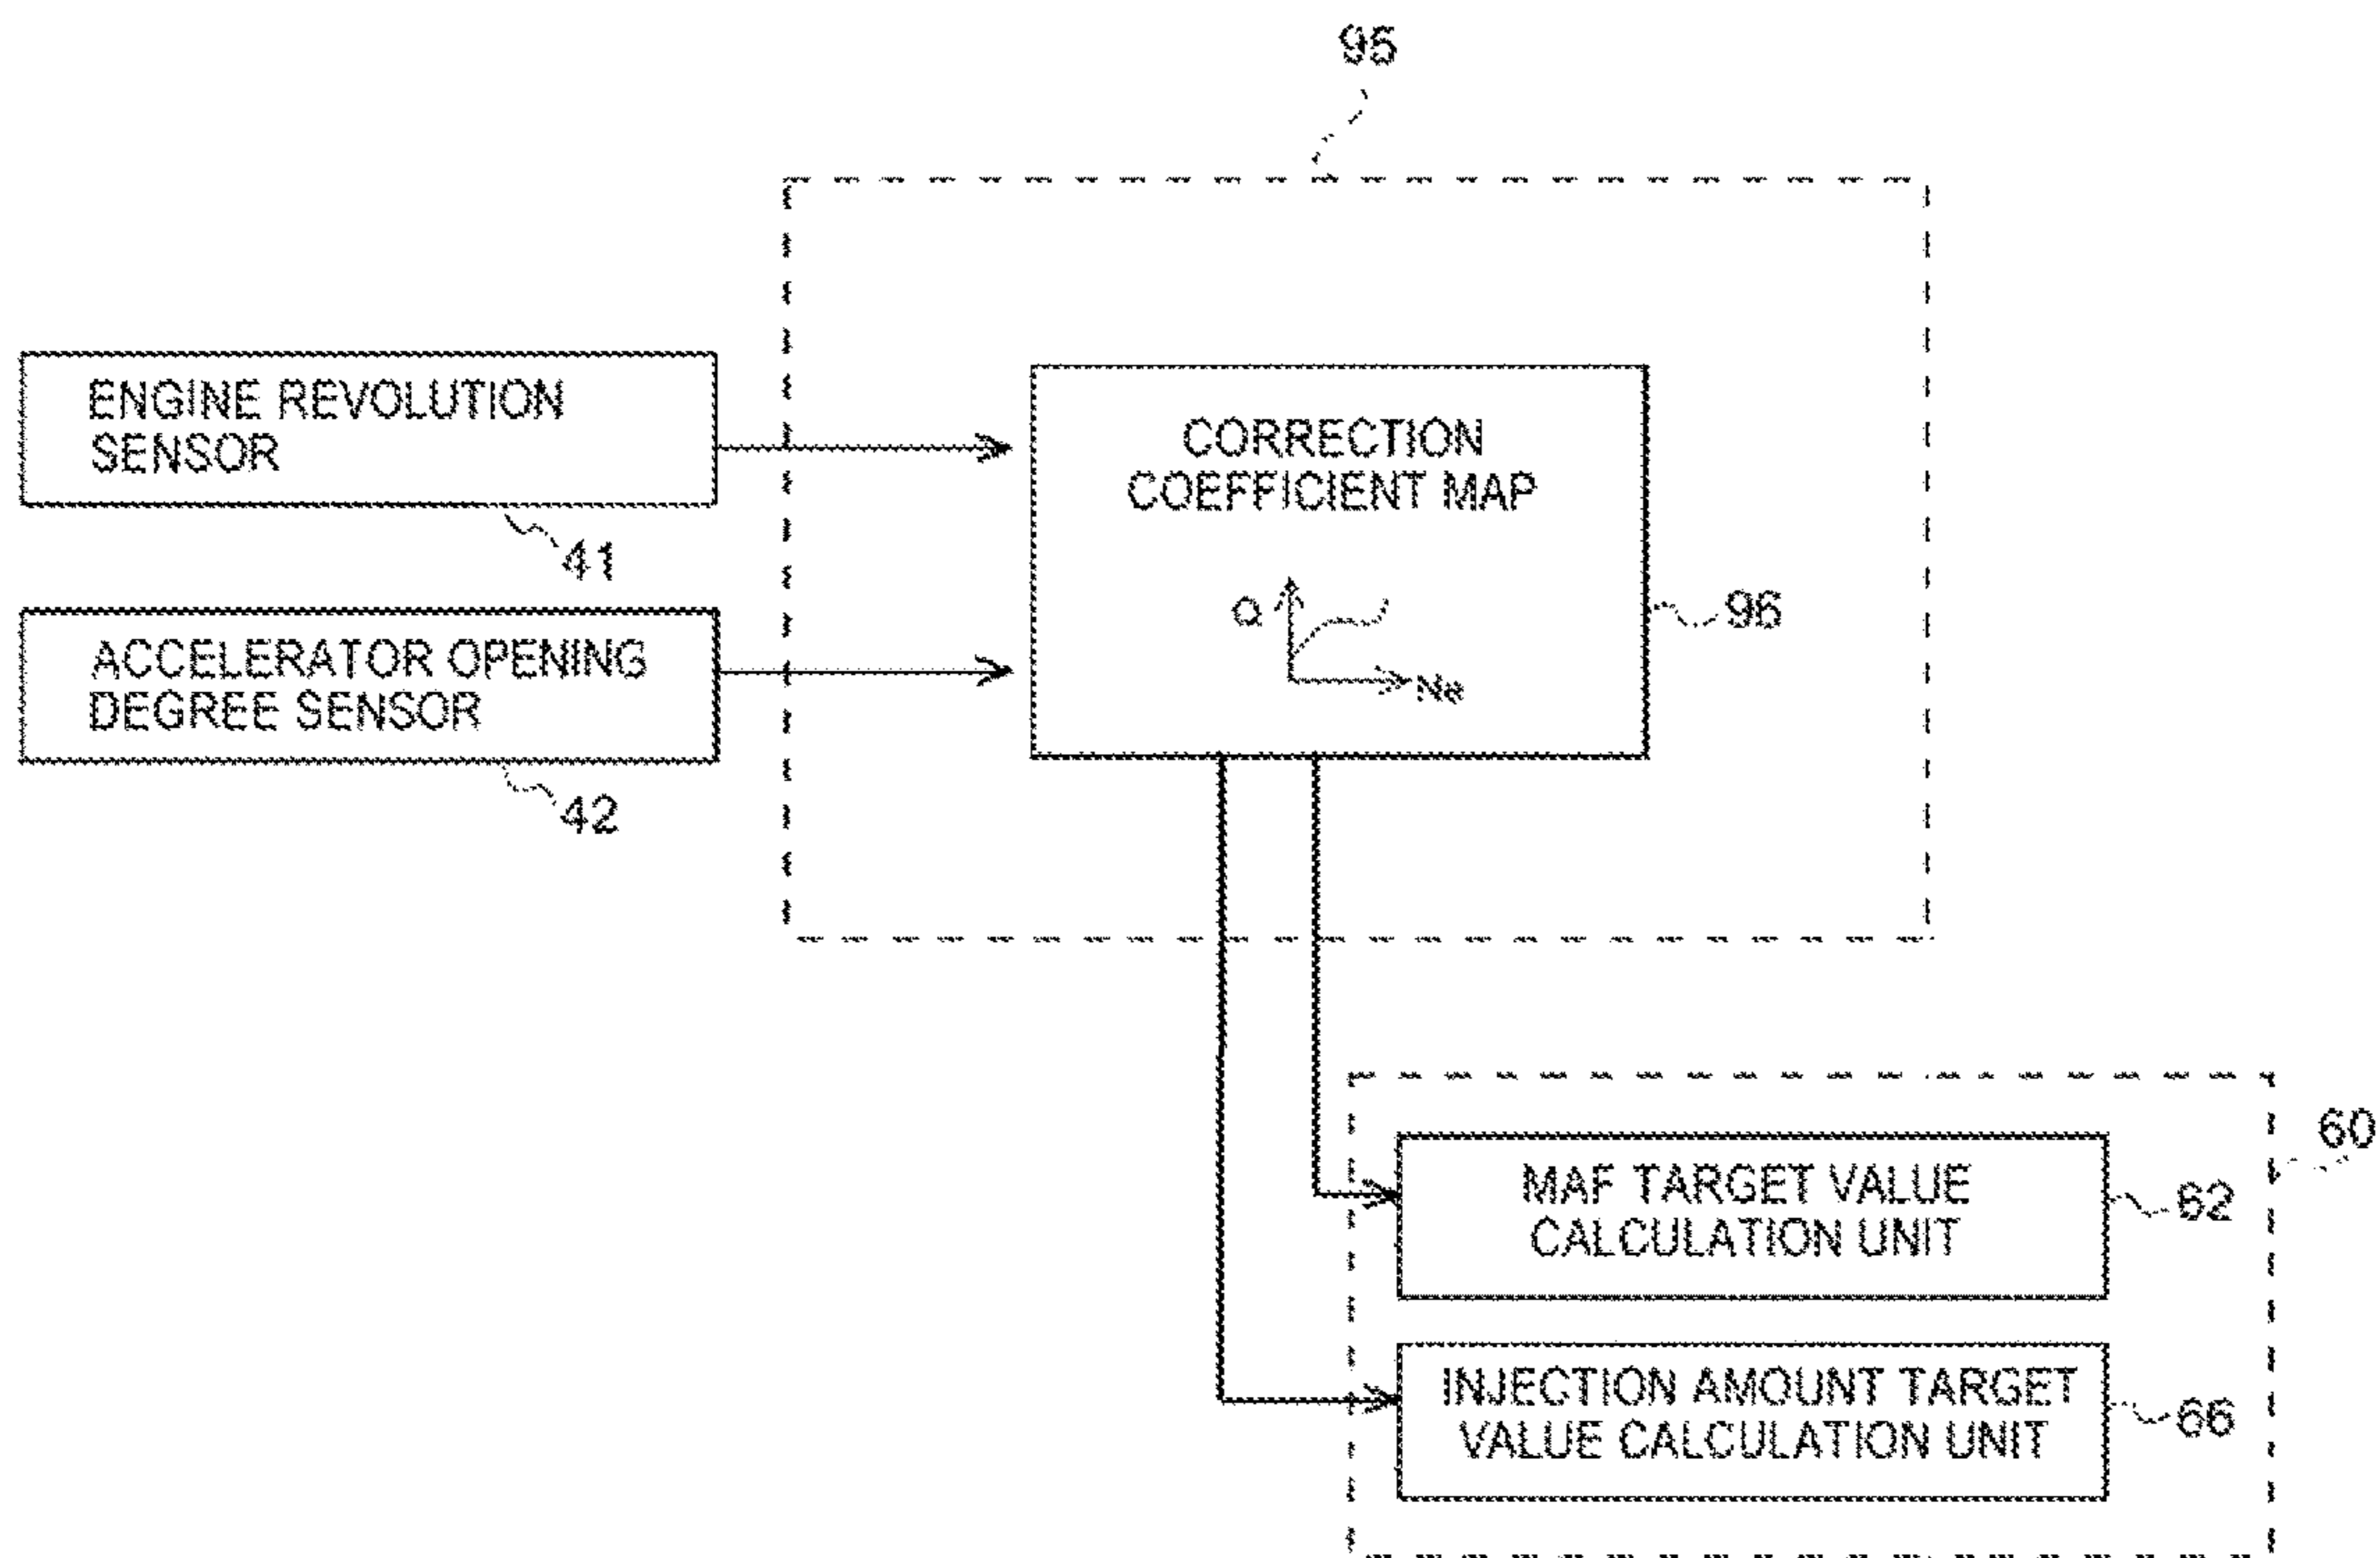 95
ENGINE REVOLUTION
SENSOR
41
CORRECTION
COEFFICIENT MAP
Q
Ne
96
ACCELERATOR OPENING
DEGREE SENSOR
42
60
MAF TARGET VALUE
CALCULATION UNIT
62
INJECTION AMOUNT TARGET
VALUE CALCULATION UNIT
66